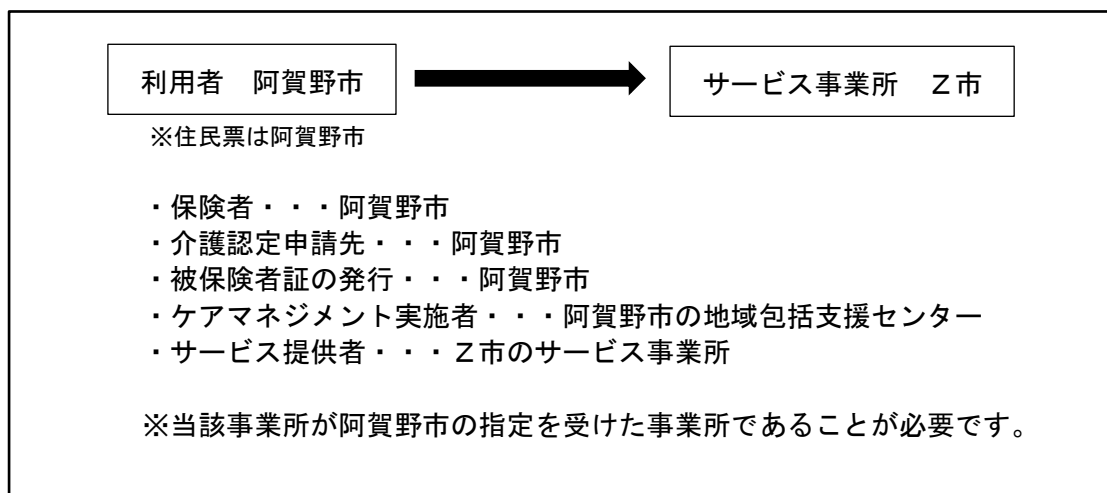 利用者　阿賀野市
サービス事業所　Ｚ市
※住民票は阿賀野市
・保険者・・・阿賀野市
・介護認定申請先・・・阿賀野市
・被保険者証の発行・・・阿賀野市
・ケアマネジメント実施者・・・阿賀野市の地域包括支援センター
・サービス提供者・・・Ｚ市のサービス事業所
※当該事業所が阿賀野市の指定を受けた事業所であることが必要です。